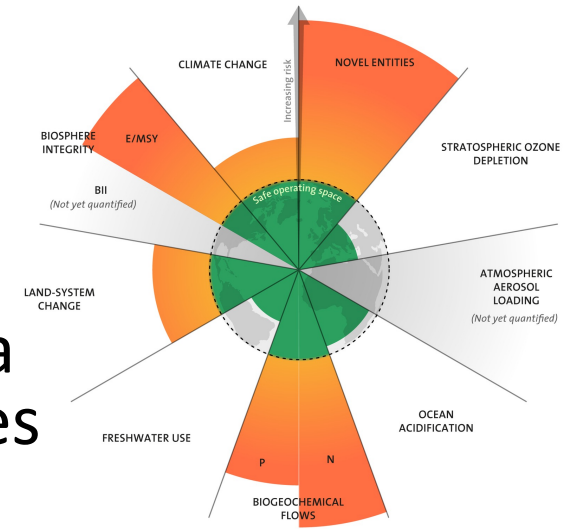 CLIMATE CHANGE
Increasing risk
NOVEL ENTITIES
BIOSPHERE
INTEGRITY
E/MSY
STRATOSPHERIC OZONE
DEPLETION
BII
(Not yet quantified)
Safe operating space
LAND-SYSTEM
CHANGE
ATMOSPHERIC
AEROSOL
LOADING
(Not yet quantified)
a
es
FRESHWATER USE
OCEAN
ACIDIFICATION
P
N
BIOGEOCHEMICAL
FLOWS